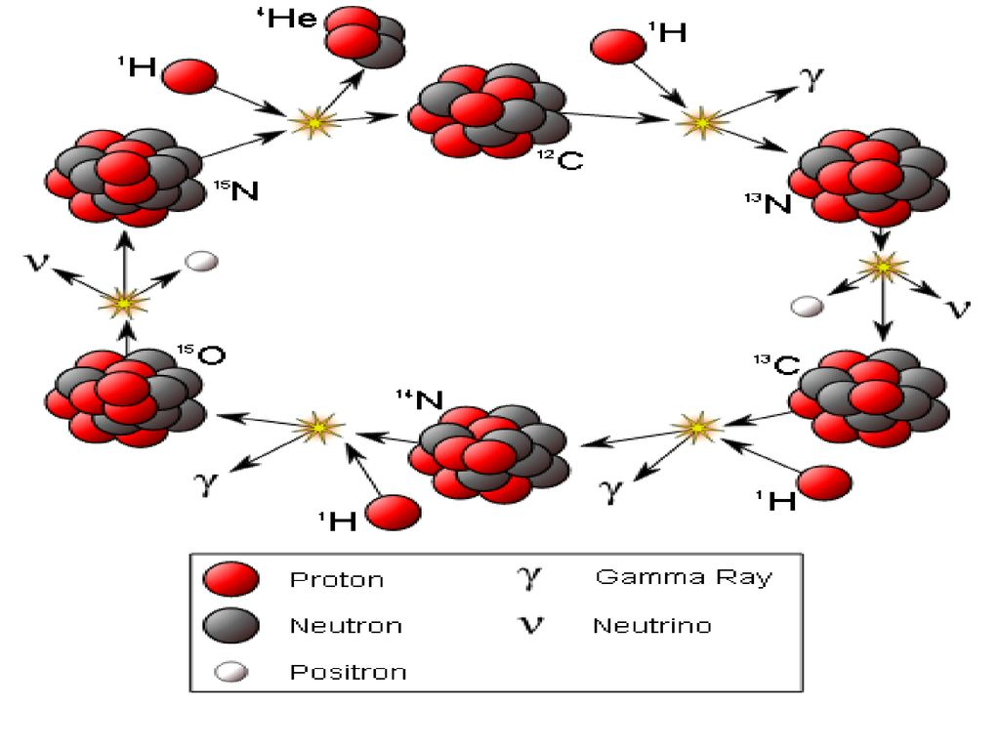 ⁴He
¹H
¹H
γ
¹²C
¹⁵N
¹³N
ν
ν
¹⁵O
¹³C
¹⁴N
γ
γ
¹H
¹H
Proton γ Gamma Ray
Neutron ν Neutrino
Positron